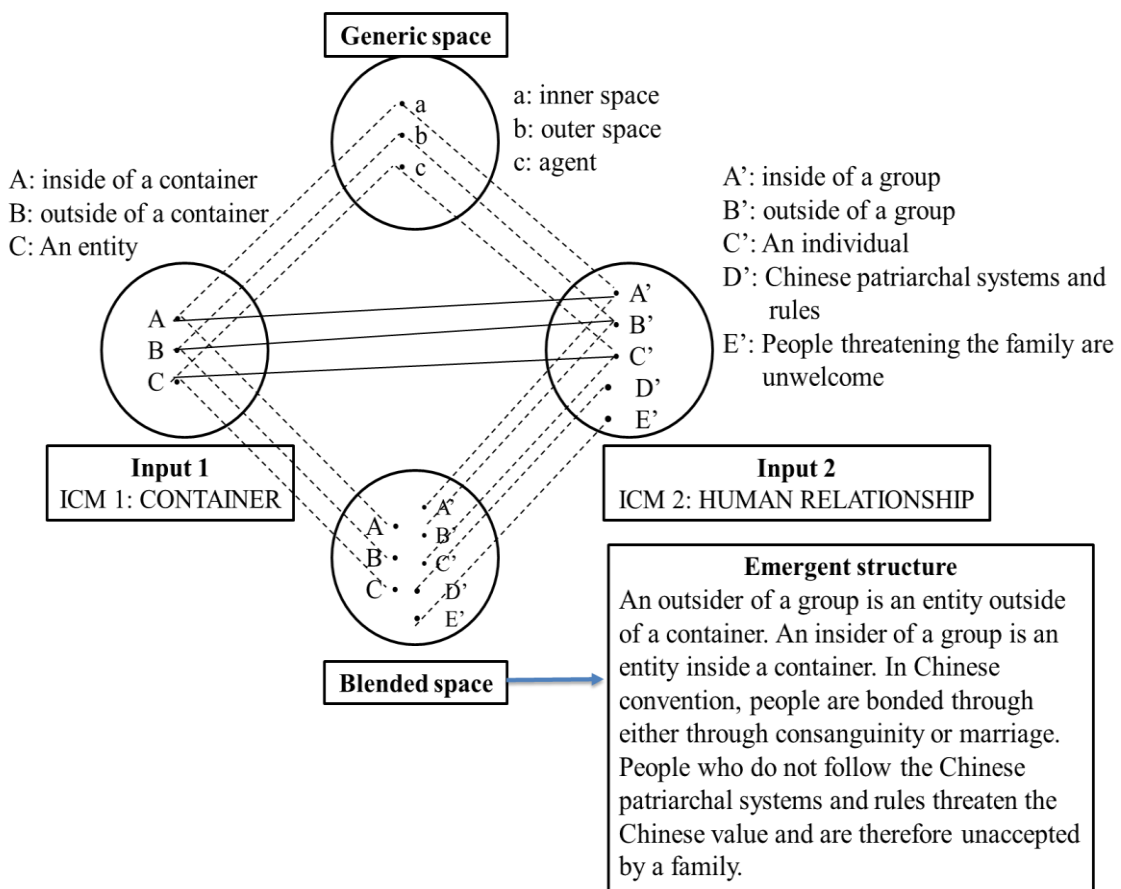 Generic space
a
b
c
a: inner space
b: outer space
c: agent
A: inside of a container
B: outside of a container
C: An entity
A’: inside of a group
B’: outside of a group
C’: An individual
D’: Chinese patriarchal systems and
rules
E’: People threatening the family are
unwelcome
A
B
C
A’
B’
C’
D’
E’
Input 1
ICM 1: CONTAINER
Input 2
ICM 2: HUMAN RELATIONSHIP
A
B
C
A’
B’
C’
D’
E’
Blended space
Emergent structure
An outsider of a group is an entity outside
of a container. An insider of a group is an
entity inside a container. In Chinese
convention, people are bonded through
either through consanguinity or marriage.
People who do not follow the Chinese
patriarchal systems and rules threaten the
Chinese value and are therefore unaccepted
by a family.